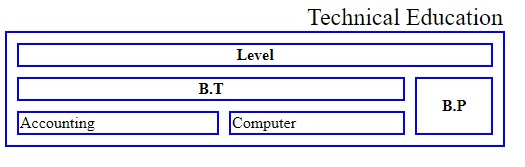 Technical Education
Level
B.T
B.P
Accounting
Computer